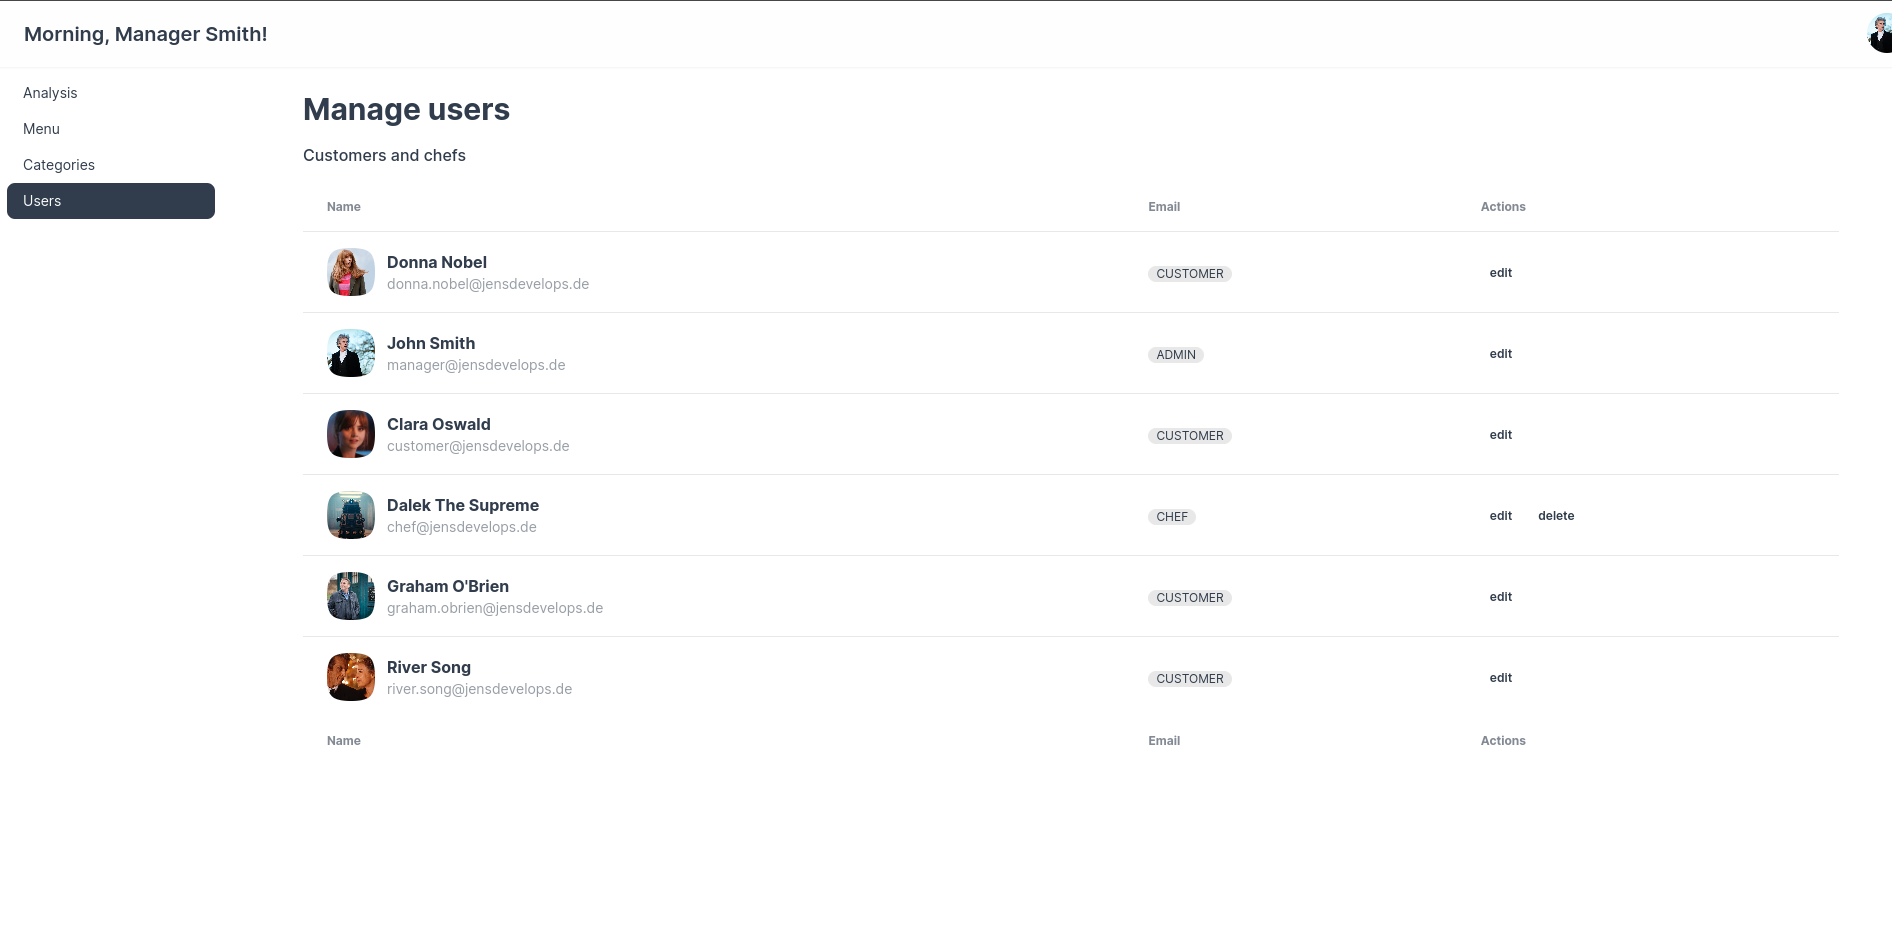 Morning, Manager Smith!
Analysis
Menu
Categories
Users
Manage users
Customers and chefs
Name Email Actions
Donna Nobel
donna.nobel@jensdevelops.de
CUSTOMER edit
John Smith
manager@jensdevelops.de
ADMIN edit
Clara Oswald
customer@jensdevelops.de
CUSTOMER edit
Dalek The Supreme
chef@jensdevelops.de
CHEF edit delete
Graham O'Brien
graham.obrien@jensdevelops.de
CUSTOMER edit
River Song
river.song@jensdevelops.de
CUSTOMER edit
Name Email Actions